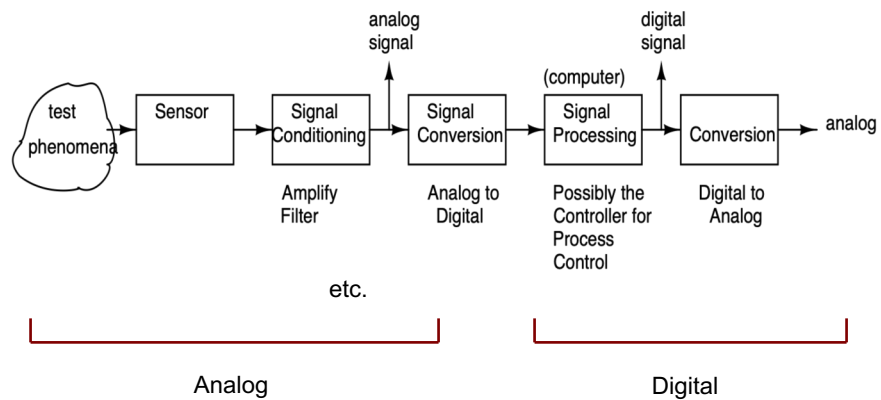 analog
signal
digital
signal
(computer)
test
phenomena
Sensor
Signal
Conditioning
Signal
Conversion
Signal
Processing
Conversion
analog
Amplify
Filter
Analog to
Digital
Possibly the
Controller for
Process
Control
Digital to
Analog
etc.
Analog
Digital